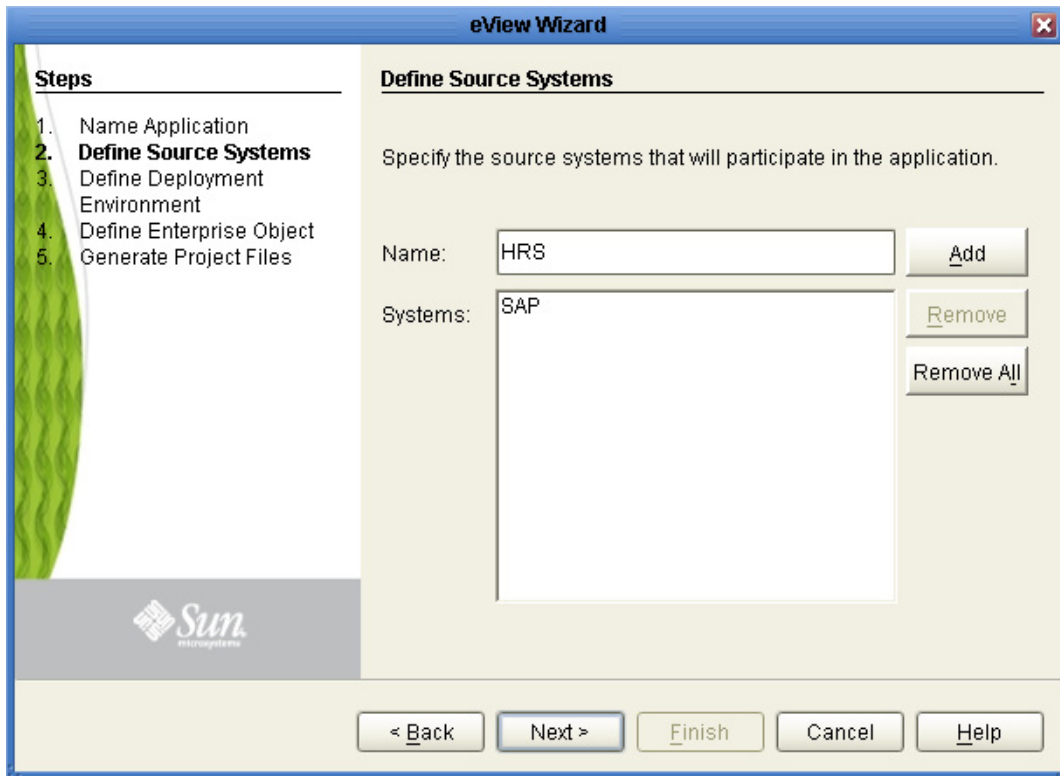 eView Wizard
Steps
1. Name Application
2. Define Source Systems
3. Define Deployment
Environment
4. Define Enterprise Object
5. Generate Project Files
Sun
microsystems
Define Source Systems
Specify the source systems that will participate in the application.
Name: HRS Add
Systems: SAP Remove
Remove All
< Back Next > Finish Cancel Help